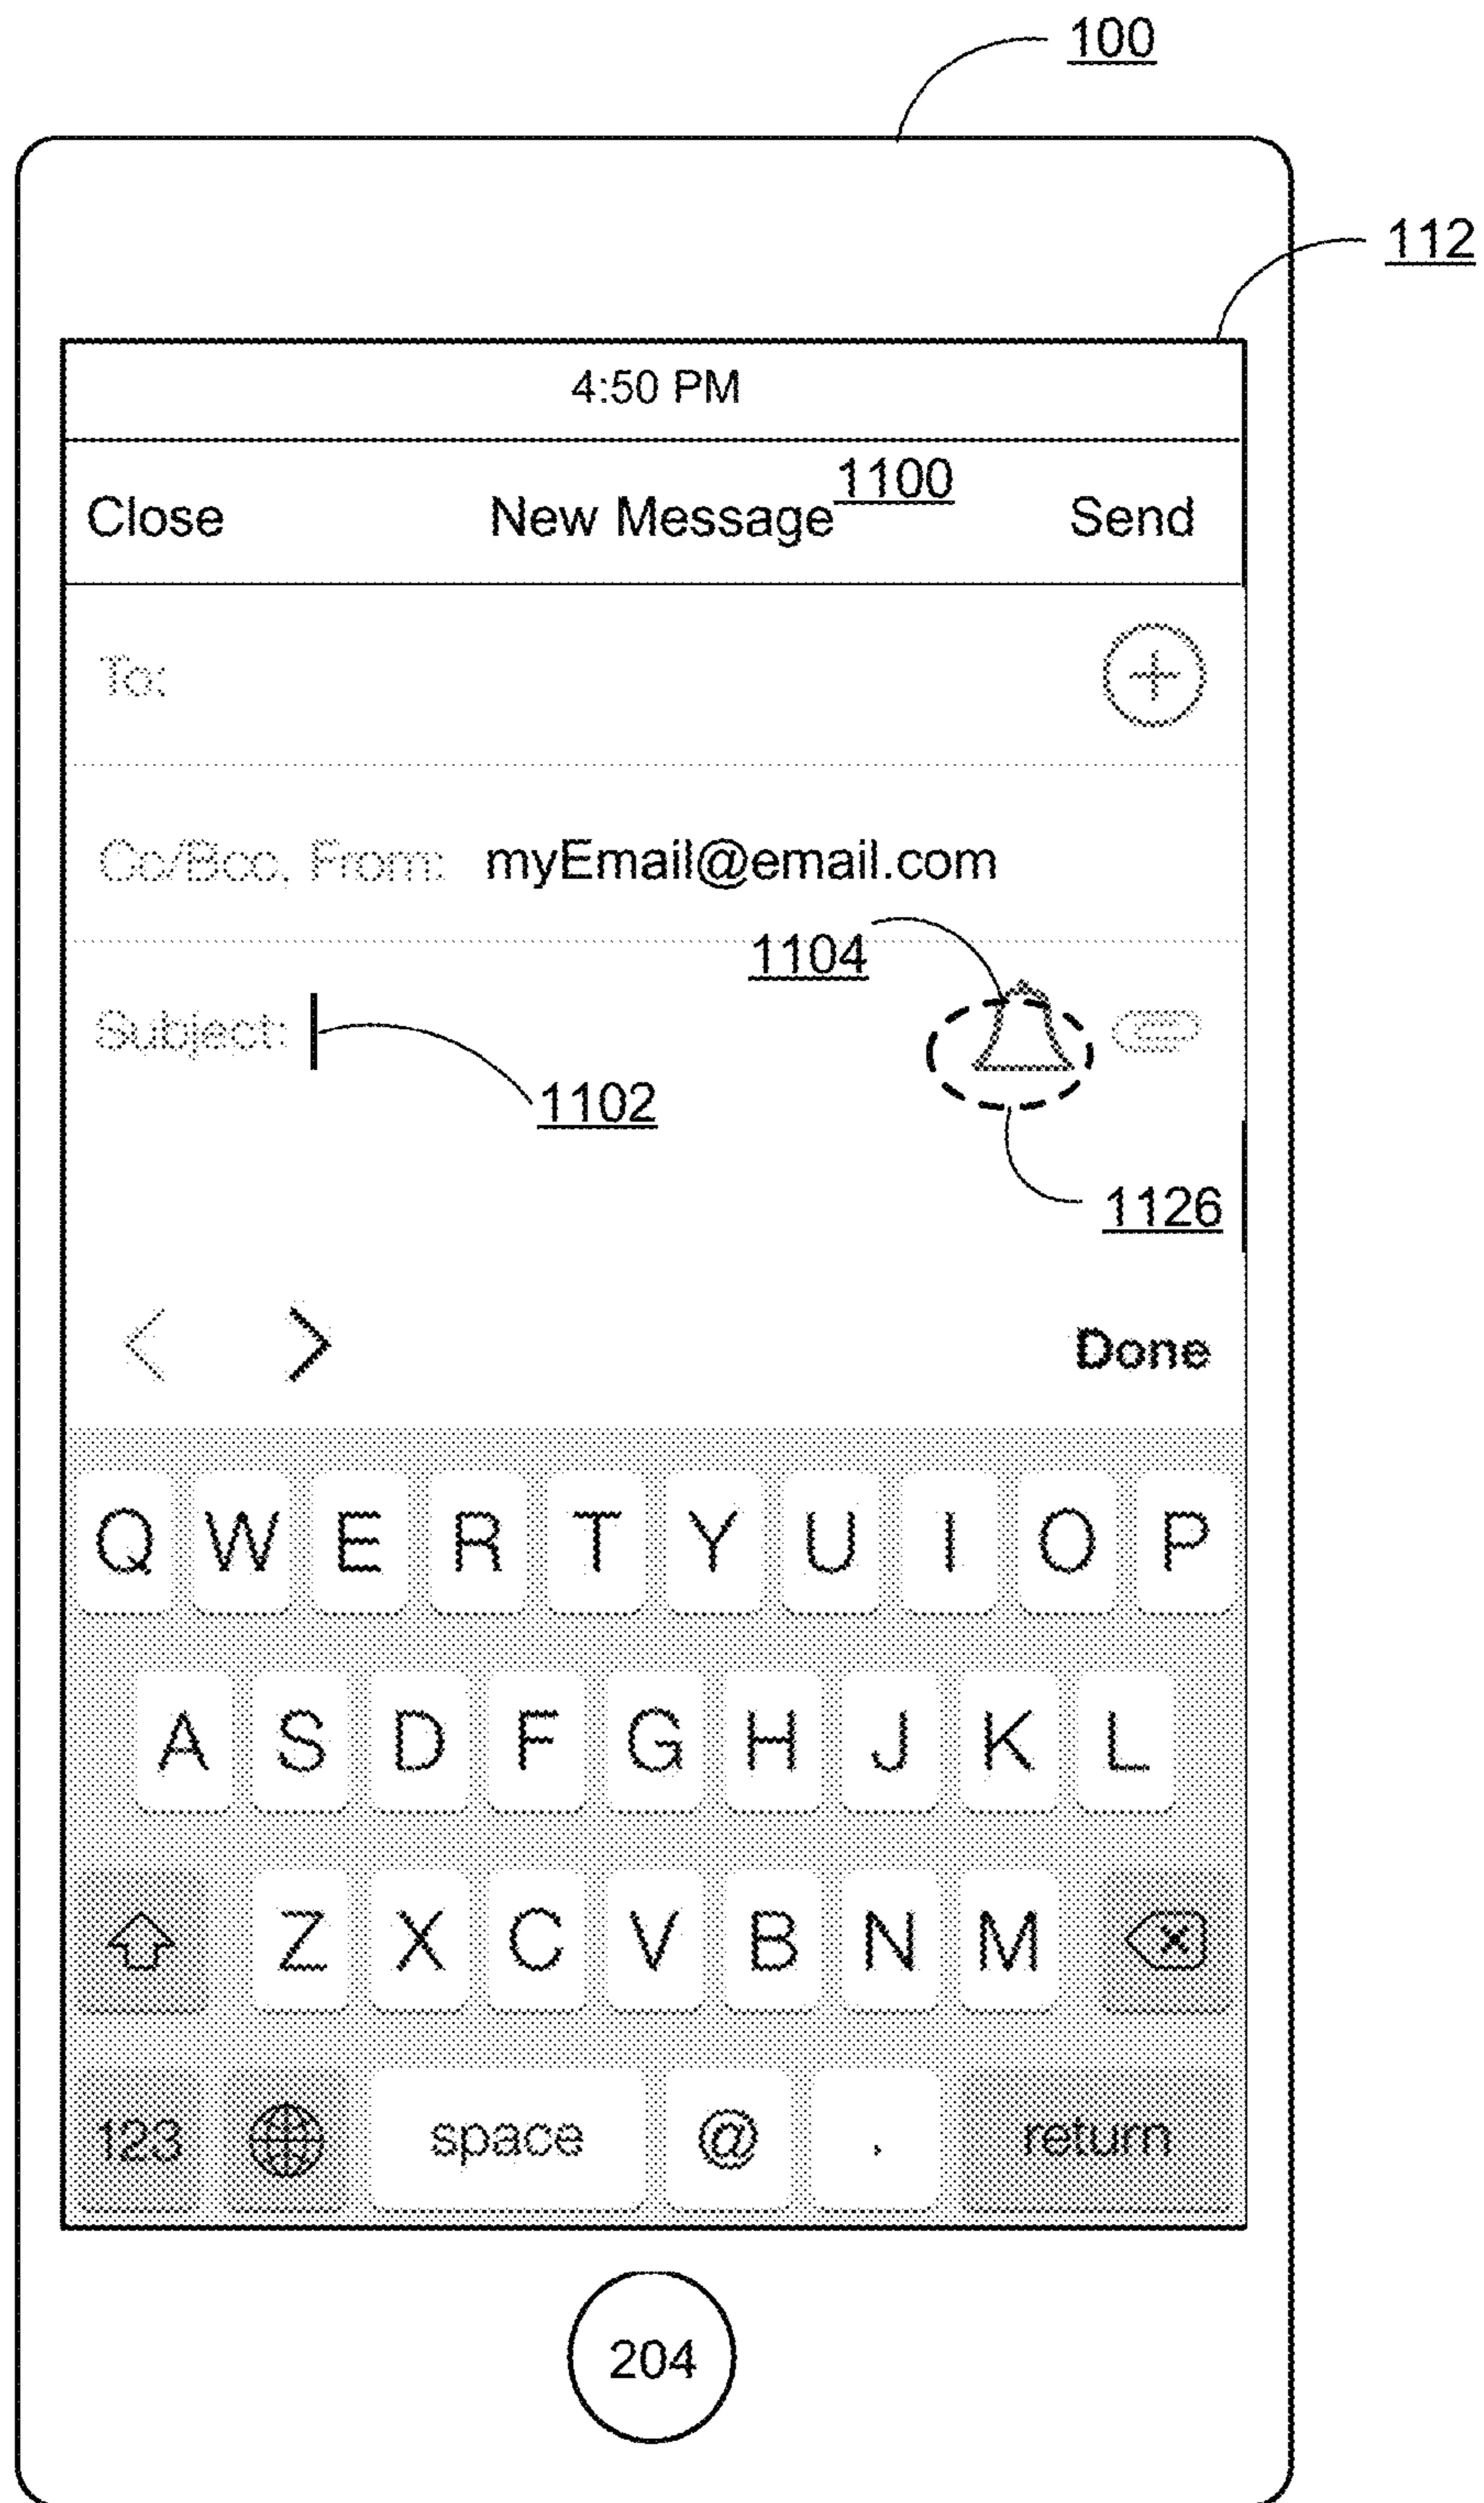 100
112
4:50 PM
1100
Close New Message Send
To:
Cc/Bcc, From: myEmail@email.com
1104
Subject:
1102
1126
Done
Q W E R T Y U I O P
A S D F G H J K L
Z X C V B N M
123 space @ . return
204